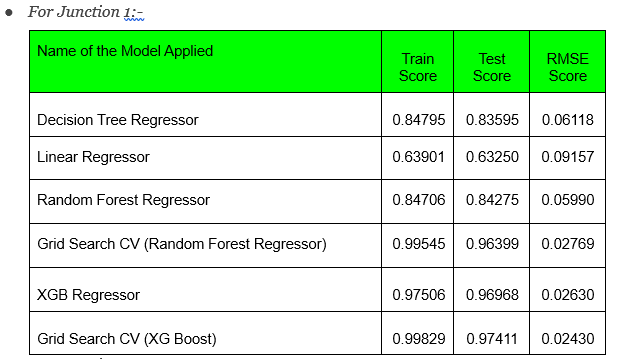 ● For Junction 1:-
Name of the Model Applied Train Score Test Score RMSE Score
Decision Tree Regressor 0.84795 0.83595 0.06118
Linear Regressor 0.63901 0.63250 0.09157
Random Forest Regressor 0.84706 0.84275 0.05990
Grid Search CV (Random Forest Regressor) 0.99545 0.96399 0.02769
XGB Regressor 0.97506 0.96968 0.02630
Grid Search CV (XG Boost) 0.99829 0.97411 0.02430